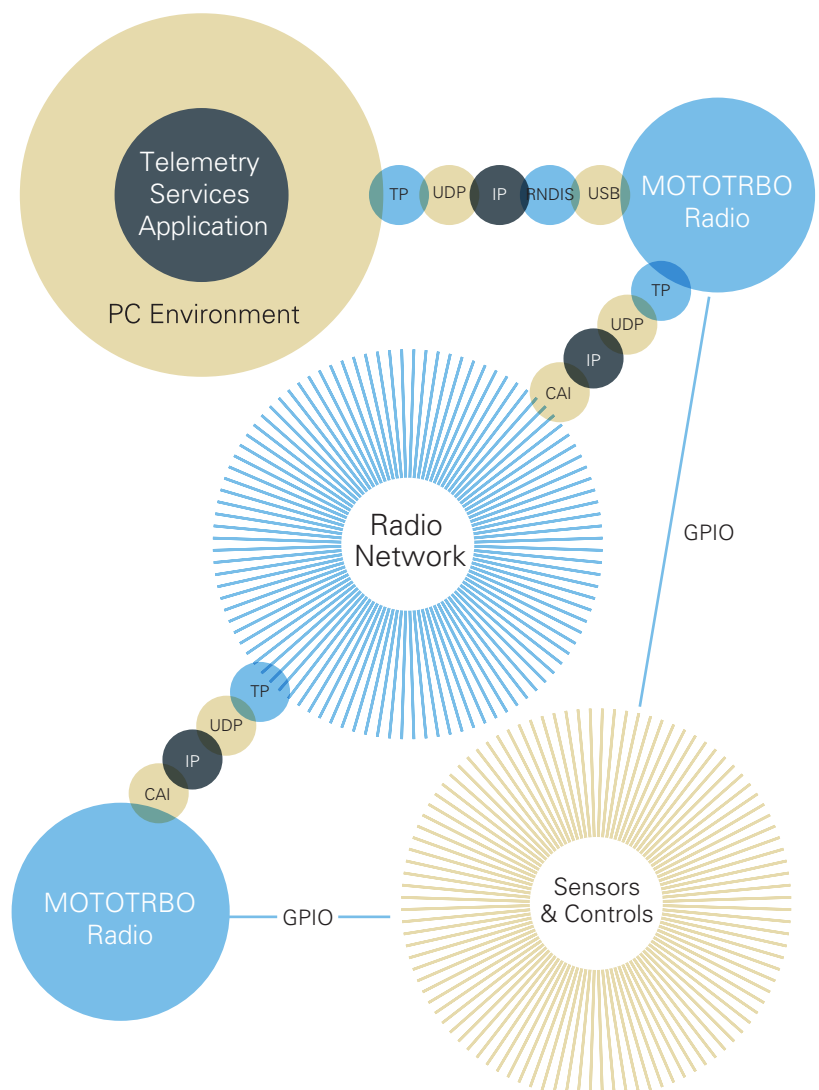 Telemetry
Services
Application
PC Environment
TP
UDP
IP
RNDIS
USB
MOTOTRBO
Radio
TP
UDP
IP
CAI
Radio
Network
GPIO
TP
UDP
IP
CAI
MOTOTRBO
Radio
GPIO
Sensors
& Controls